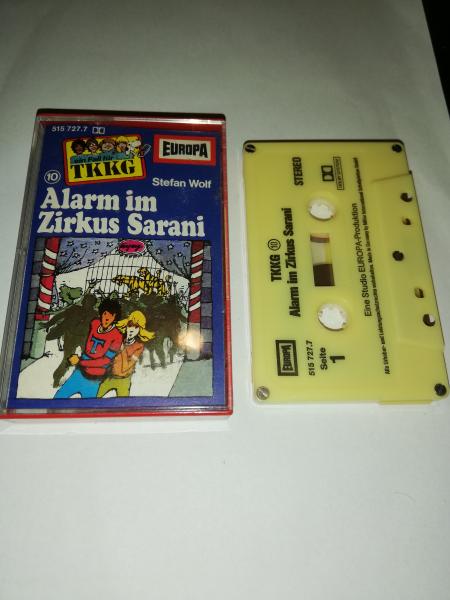 515 727.7
ein Fall für
TKKG
EUROPA
Stefan Wolf
10
Alarm im
Zirkus Sarani
T
EUROPA
515 727.7
Seite
1
TKKG 10
Alarm im Zirkus Sarani
STEREO
Eine Studio EUROPA-Produktion